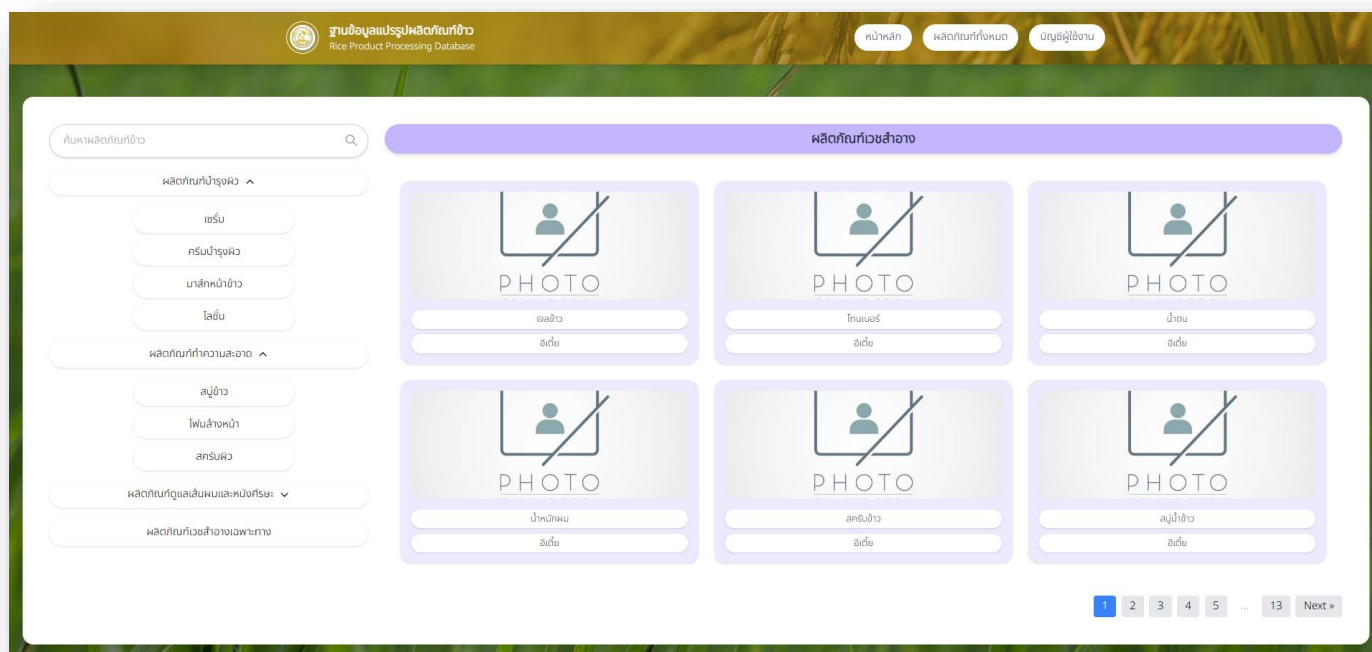 ฐานข้อมูลแปรรูปผลิตภัณฑ์ข้าว
Rice Product Processing Database
หน้าหลัก
ผลิตภัณฑ์ทั้งหมด
บัญชีผู้ใช้งาน
ค้นหาผลิตภัณฑ์ข้าว
ผลิตภัณฑ์บำรุงผิว
เซรั่ม
ครีมบำรุงผิว
มาส์กหน้าข้าว
โลชั่น
ผลิตภัณฑ์ทำความสะอาด
สบู่ข้าว
โฟมล้างหน้า
สครับผิว
ผลิตภัณฑ์ดูแลเส้นผมและหนังศีรษะ
ผลิตภัณฑ์เวชสำอางเฉพาะทาง
ผลิตภัณฑ์เวชสำอาง
PHOTO
เจลข้าว
อีเตี้ย
PHOTO
โทนเนอร์
อีเตี้ย
PHOTO
น้ำตบ
อีเตี้ย
PHOTO
น้ำหมักผม
อีเตี้ย
PHOTO
สครับข้าว
อีเตี้ย
PHOTO
สบู่น้ำข้าว
อีเตี้ย
1 2 3 4 5 ... 13 Next »